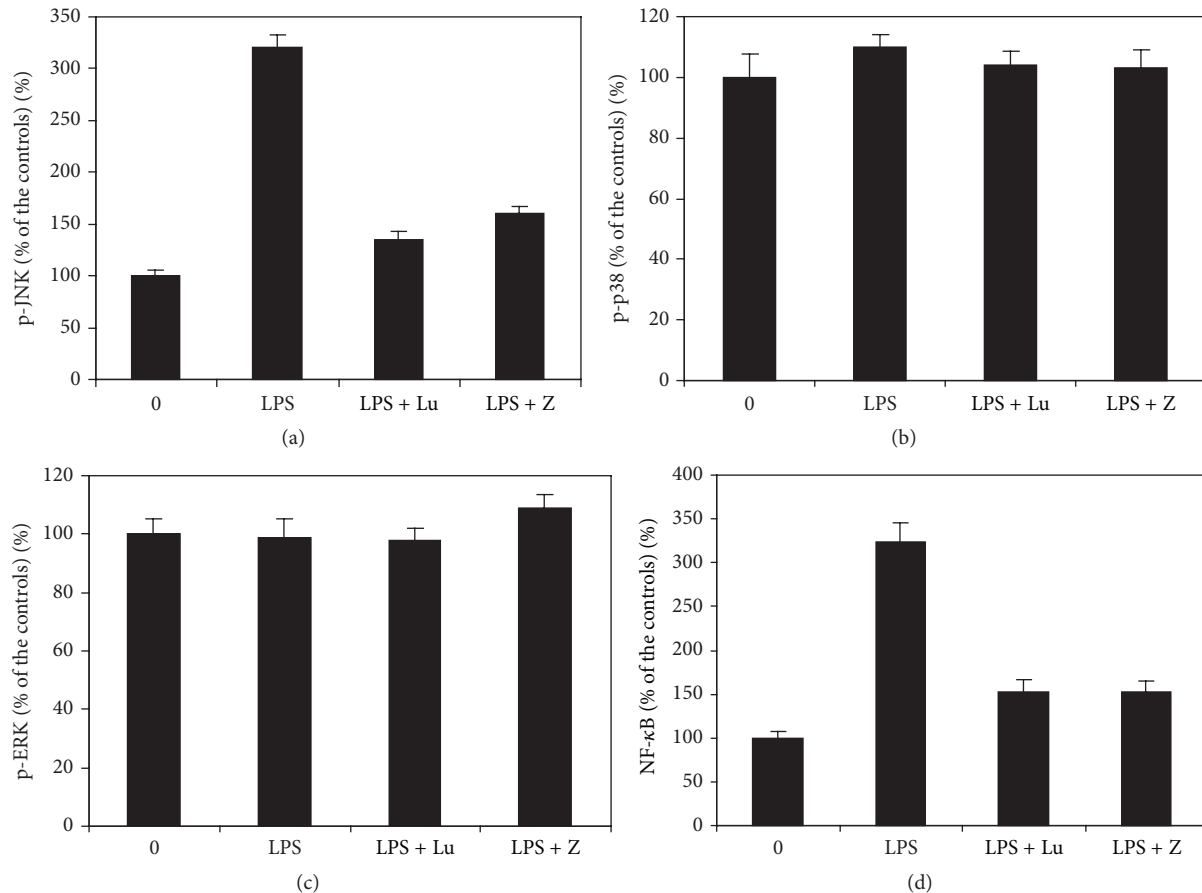 350
300
250
200
150
100
50
0
p-JNK (% of the controls) (%)
0 LPS LPS + Lu LPS + Z
(a)
120
100
80
60
40
20
0
p-p38 (% of the controls) (%)
0 LPS LPS + Lu LPS + Z
(b)
120
100
80
60
40
20
0
p-ERK (% of the controls) (%)
0 LPS LPS + Lu LPS + Z
(c)
400
350
300
250
200
150
100
50
0
NF-κB (% of the controls) (%)
0 LPS LPS + Lu LPS + Z
(d)